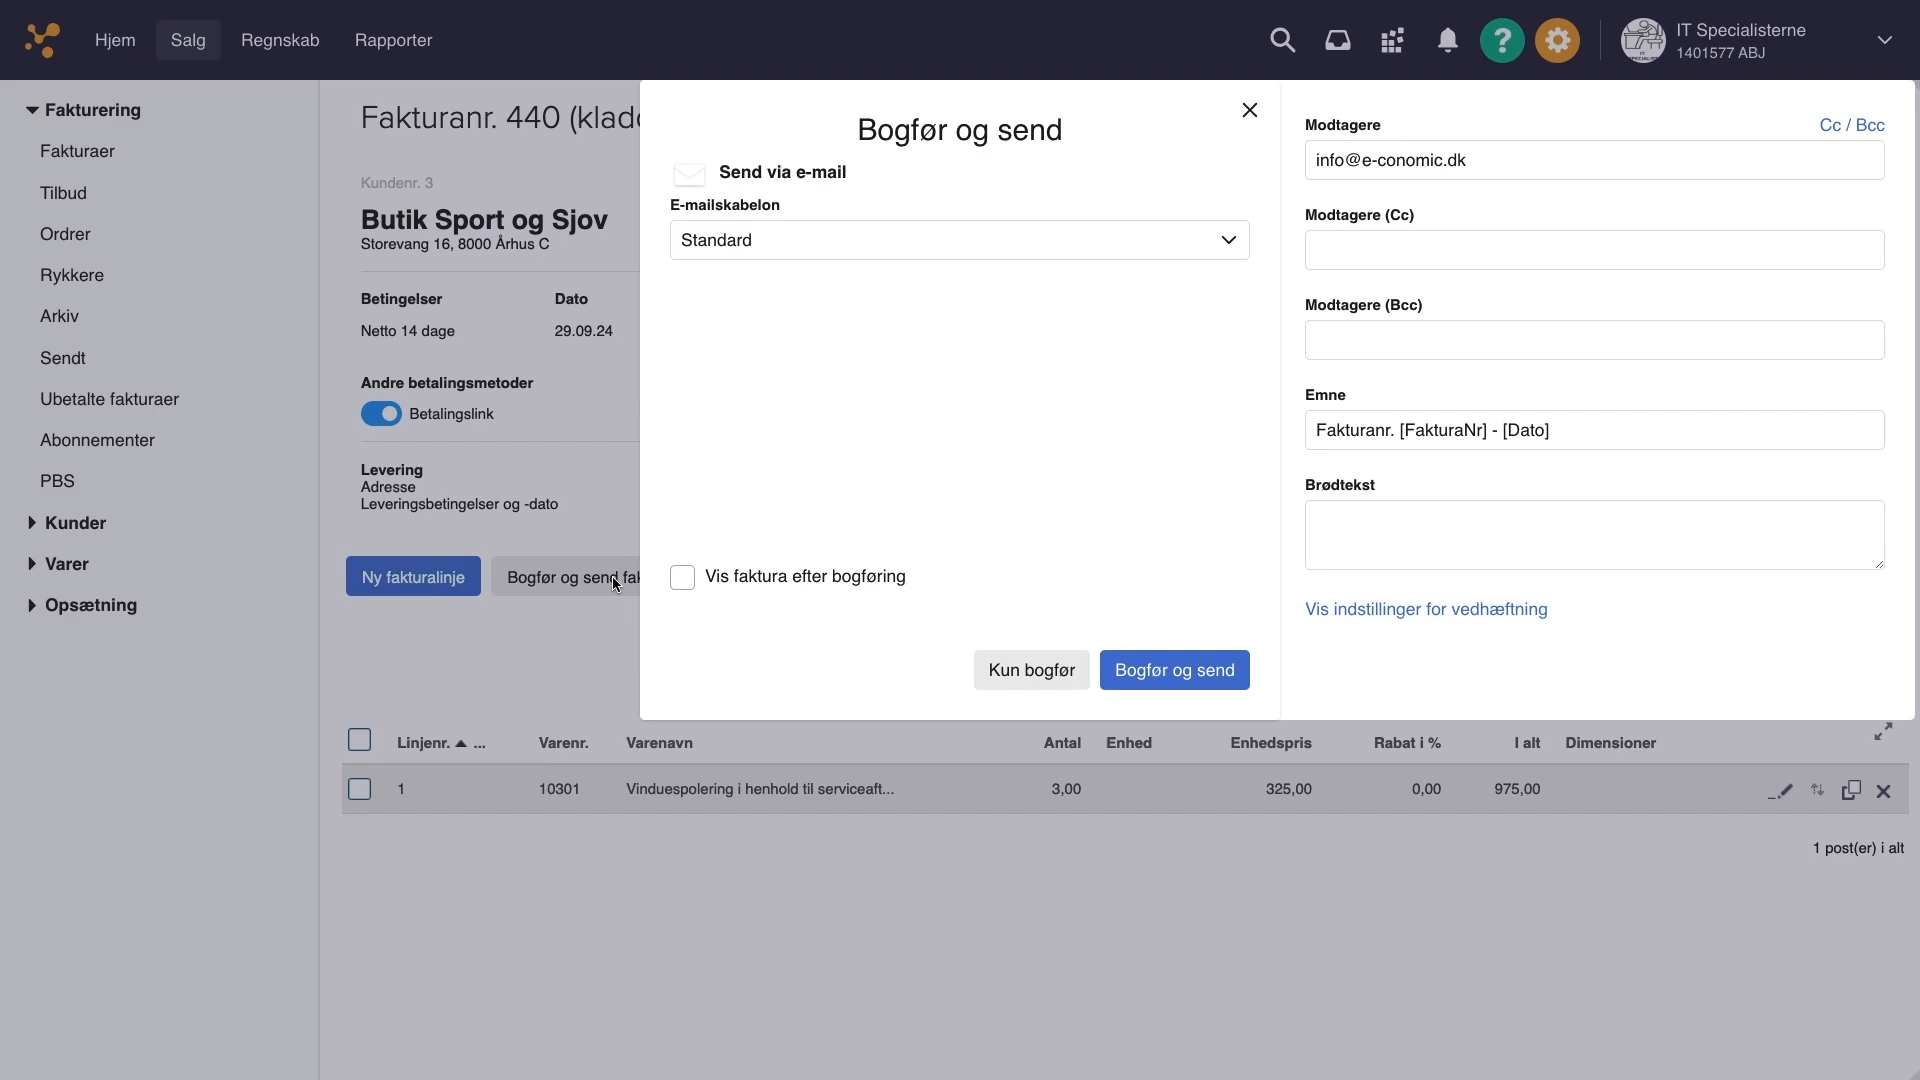 Hjem
Salg
Regnskab
Rapporter
?
IT Specialisterne
1401577 ABJ
Fakturering
Fakturaer
Tilbud
Ordrer
Rykkere
Arkiv
Sendt
Ubetalte fakturaer
Abonnementer
PBS
Kunder
Varer
Opsætning
Fakturanr. 440
Kundenr. 3
Butik Sport og Sjov
Storevang 16, 8000 Århus C
Betingelser Dato
Netto 14 dage 29.09.24
Andre betalingsmetoder
Betalingslink
Levering
Adresse
Leveringsbetingelser og -dato
Ny fakturalinje
Bogfør og send
Bogfør og send
Send via e-mail
E-mailskabelon
Standard
Vis faktura efter bogføring
Kun bogfør
Bogfør og send
Modtagere Cc / Bcc
info@e-conomic.dk
Modtagere (Cc)
Modtagere (Bcc)
Emne
Fakturanr. [FakturaNr] - [Dato]
Brødtekst
Vis indstillinger for vedhæftning
Linjenr. ... Varenr. Varenavn Antal Enhed Enhedspris Rabat i % I alt Dimensioner
1 10301 Vinduespolering i henhold til serviceaft... 3,00 325,00 0,00 975,00
1 post(er) i alt